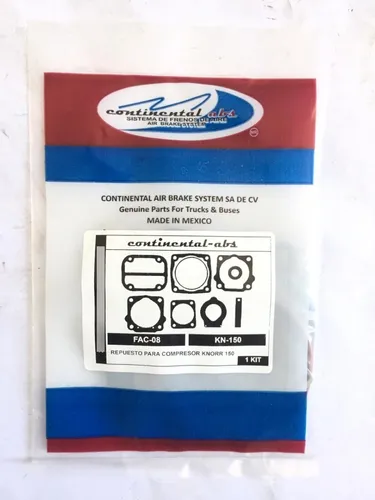 continental-abs
SISTEMA DE FRENOS DE AIRE
AIR BRAKE SYSTEM
CONTINENTAL AIR BRAKE SYSTEM SA DE CV
Genuine Parts For Trucks & Buses
MADE IN MEXICO
continental-abs
FAC-08 KN-150
REPUESTO PARA COMPRESOR KNORR 150
1 KIT